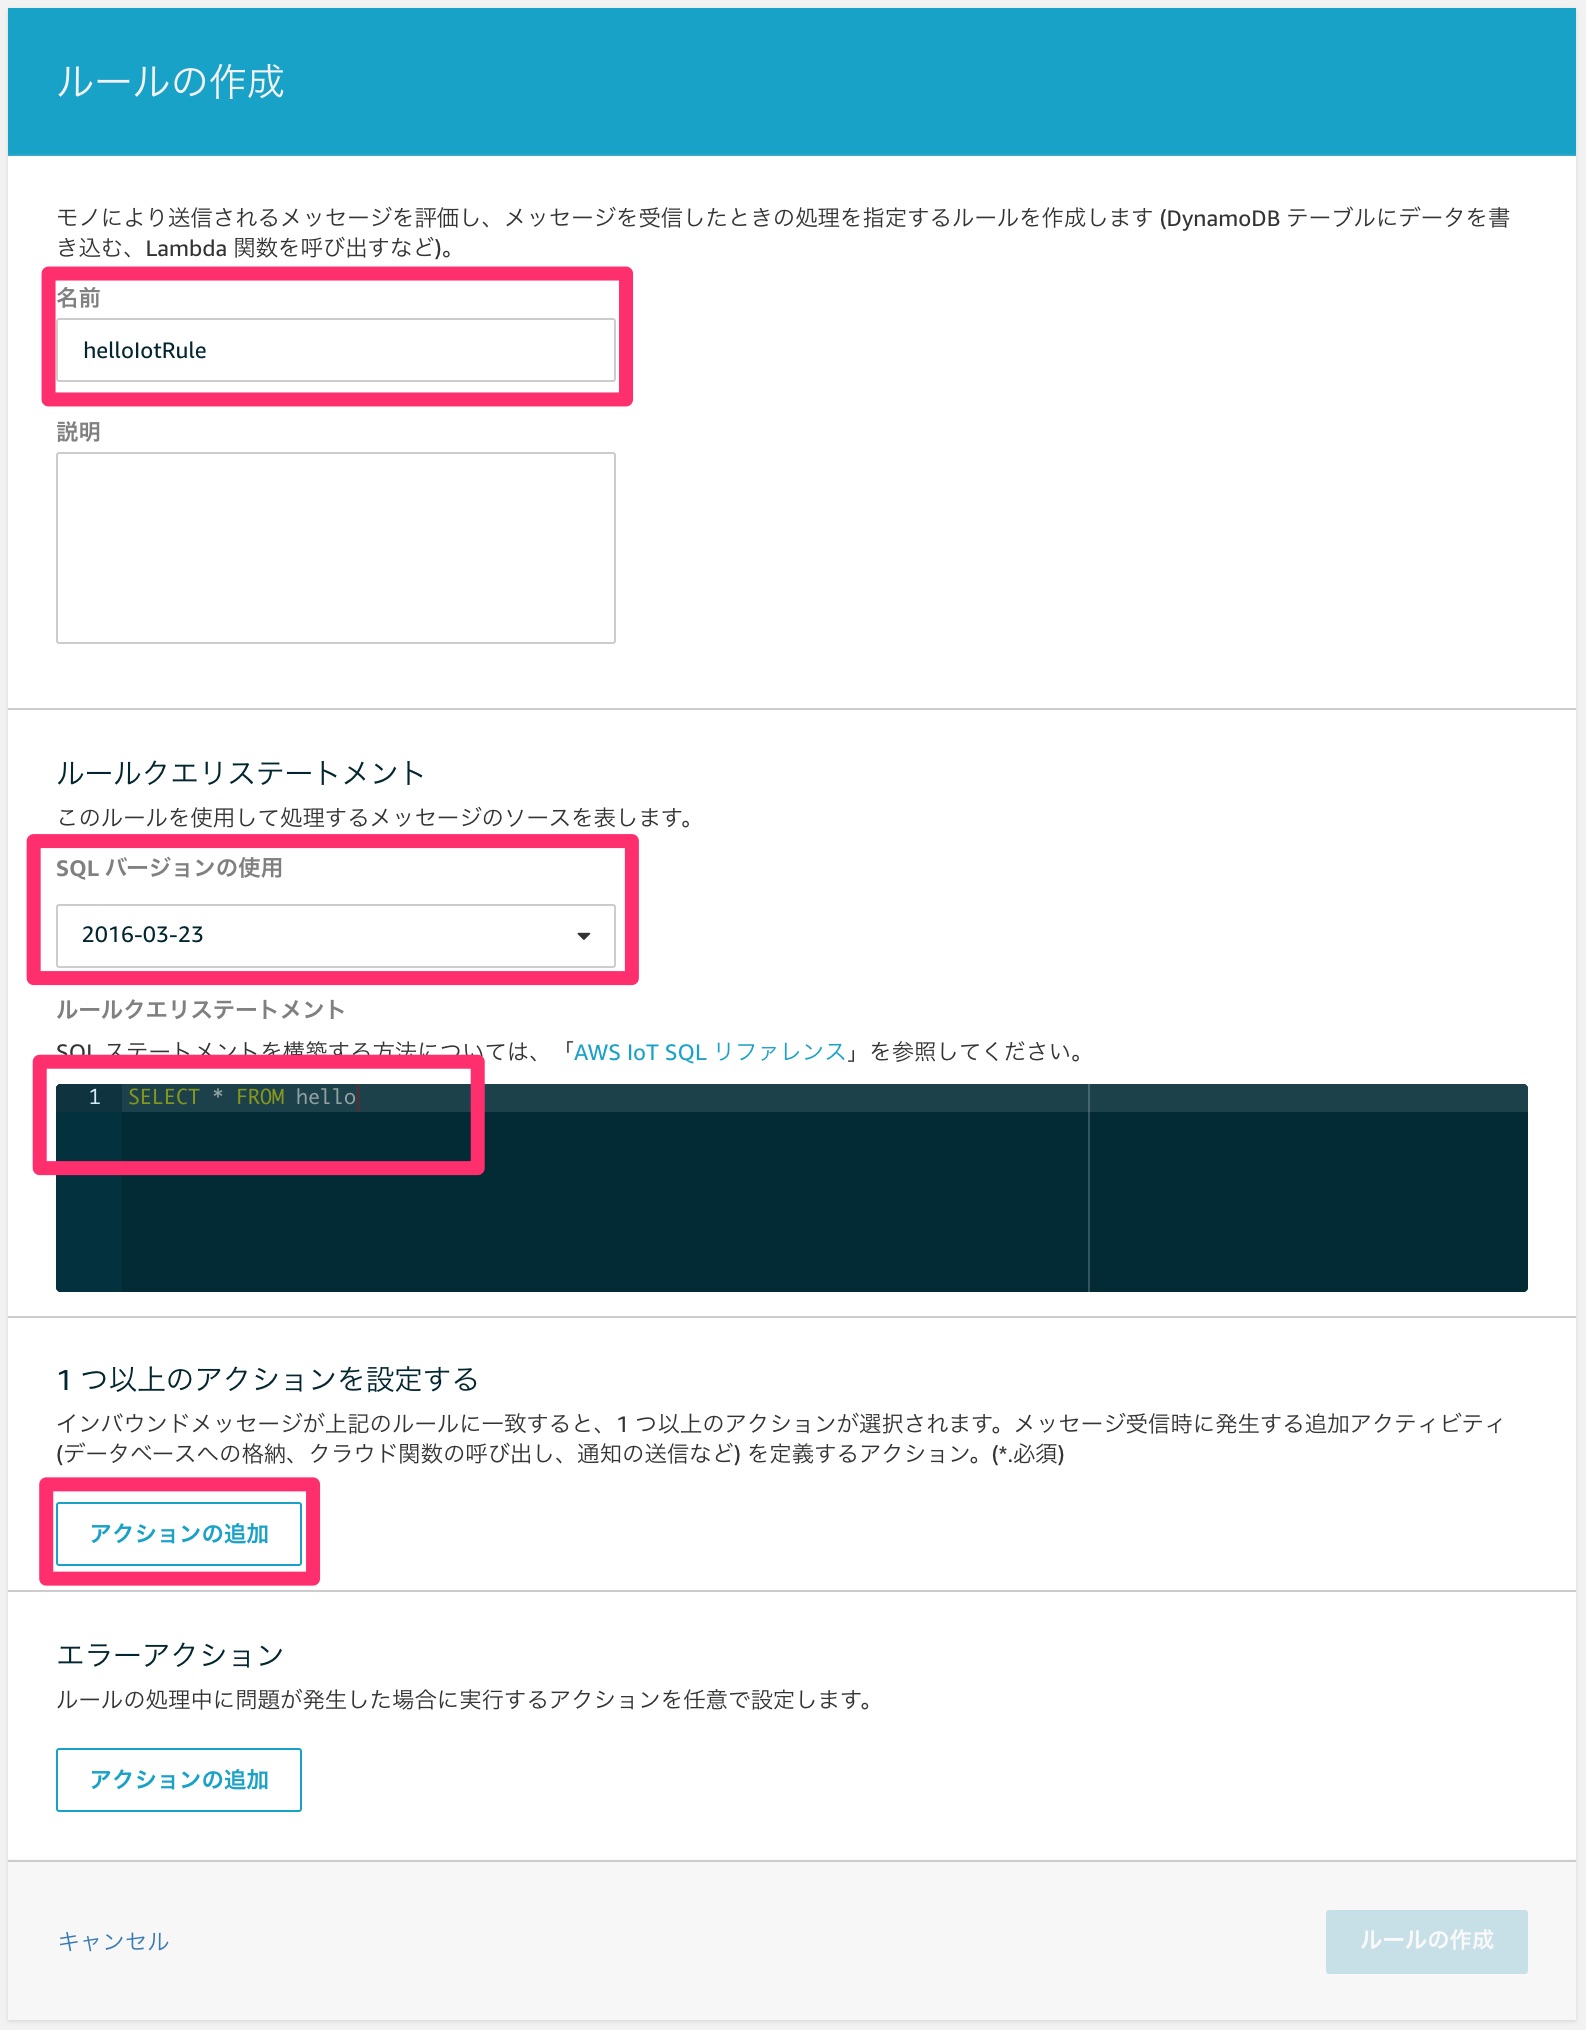 ルールの作成
モノにより送信されるメッセージを評価し、メッセージを受信したときの処理を指定するルールを作成します (DynamoDB テーブルにデータを書
き込む、Lambda 関数を呼び出すなど)。
名前
helloIotRule
説明
ルールクエリステートメント
このルールを使用して処理するメッセージのソースを表します。
SQL バージョンの使用
2016-03-23
ルールクエリステートメント
SQL ステートメントを構築する方法については、「AWS IoT SQL リファレンス」を参照してください。
1 SELECT * FROM hello
1 つ以上のアクションを設定する
インバウンドメッセージが上記のルールに一致すると、1 つ以上のアクションが選択されます。メッセージ受信時に発生する追加アクティビティ
(データベースへの格納、クラウド関数の呼び出し、通知の送信など) を定義するアクション。(*.必須)
アクションの追加
エラーアクション
ルールの処理中に問題が発生した場合に実行するアクションを任意で設定します。
アクションの追加
キャンセル
ルールの作成